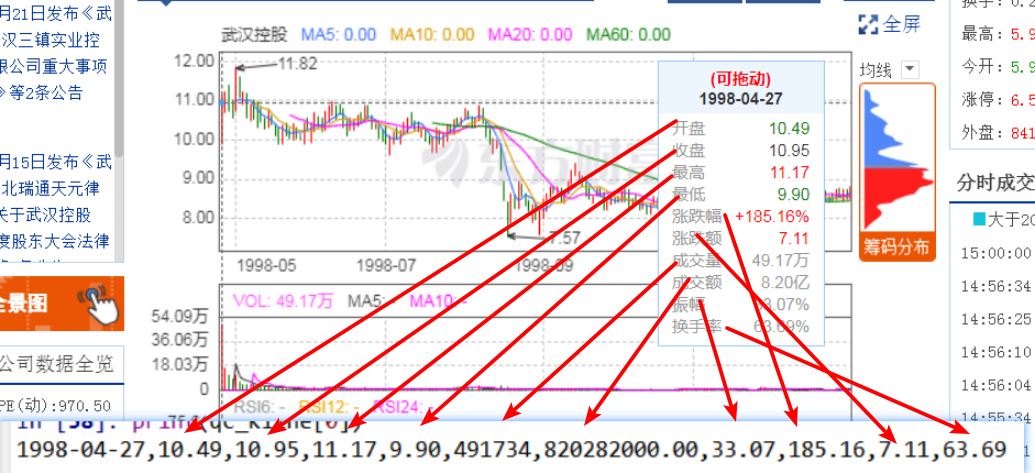 月21日发布《武
汉三镇实业控
限公司重大事项
等2条公告
月15日发布《武
北瑞通天元律
关于武汉控股
度股东大会法律
全景图
公司数据全览
PE(动):970.50
武汉控股 MA5: 0.00 MA10: 0.00 MA20: 0.00 MA60: 0.00
12.00
11.00
10.00
9.00
8.00
11.82
7.57
1998-05 1998-07 1998-09
VOL: 49.17万 MA5: - MA10: -
54.09万
36.06万
18.03万
0
RSI6: - RSI12: - RSI24: -
(可拖动)
1998-04-27
开盘 10.49
收盘 10.95
最高 11.17
最低 9.90
涨跌幅 +185.16%
涨跌额 7.11
成交量 49.17万
成交额 8.20亿
振幅 33.07%
换手率 63.69%
全屏
均线
筹码分布
换手: 0.2
最高: 5.9
今开: 5.9
涨停: 6.5
外盘: 841
分时成交
大于20
15:00:00
14:56:34
14:56:25
14:56:10
14:56:04
14:55:34
1998-04-27,10.49,10.95,11.17,9.90,491734,820282000.00,33.07,185.16,7.11,63.69